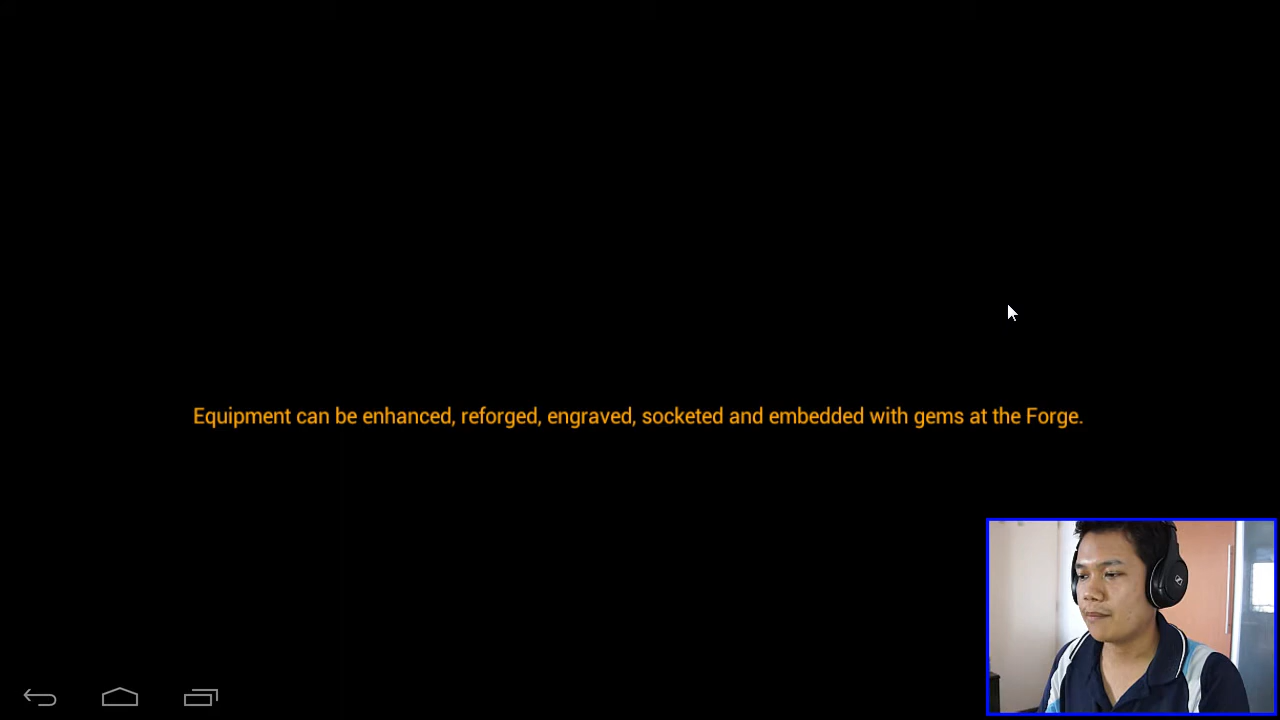 Equipment can be enhanced, reforged, engraved, socketed and embedded with gems at the Forge.